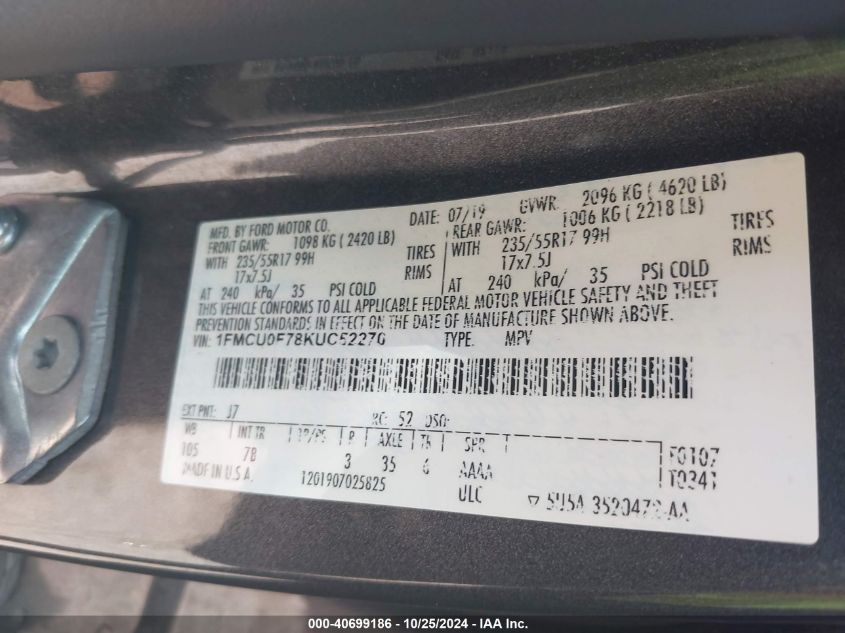 MFD. BY FORD MOTOR CO.
DATE: 07/19 GVWR: 2096 KG ( 4620 LB)
FRONT GAWR: 1098 KG ( 2420 LB)
REAR GAWR: 1006 KG ( 2218 LB)
WITH 235/55R17 99H TIRES
WITH 235/55R17 99H TIRES
17x7.5J RIMS
17x7.5J RIMS
AT 240 kPa/ 35 PSI COLD
AT 240 kPa/ 35 PSI COLD
THIS VEHICLE CONFORMS TO ALL APPLICABLE FEDERAL MOTOR VEHICLE SAFETY AND THEFT
PREVENTION STANDARDS IN EFFECT ON THE DATE OF MANUFACTURE SHOWN ABOVE.
VIN: 1FMCU0F78KUC52270 TYPE: MPV
EXT PNT: J7 RC: 52 DSO:
WB INT TR TP/PS R AXLE TR SPR
105 7B 3 35 6 AAAA
F0107
T0341
MADE IN U.S.A. 1201907025825 ULC
5U5A 3520472 AA
000-40699186 - 10/25/2024 - IAA Inc.